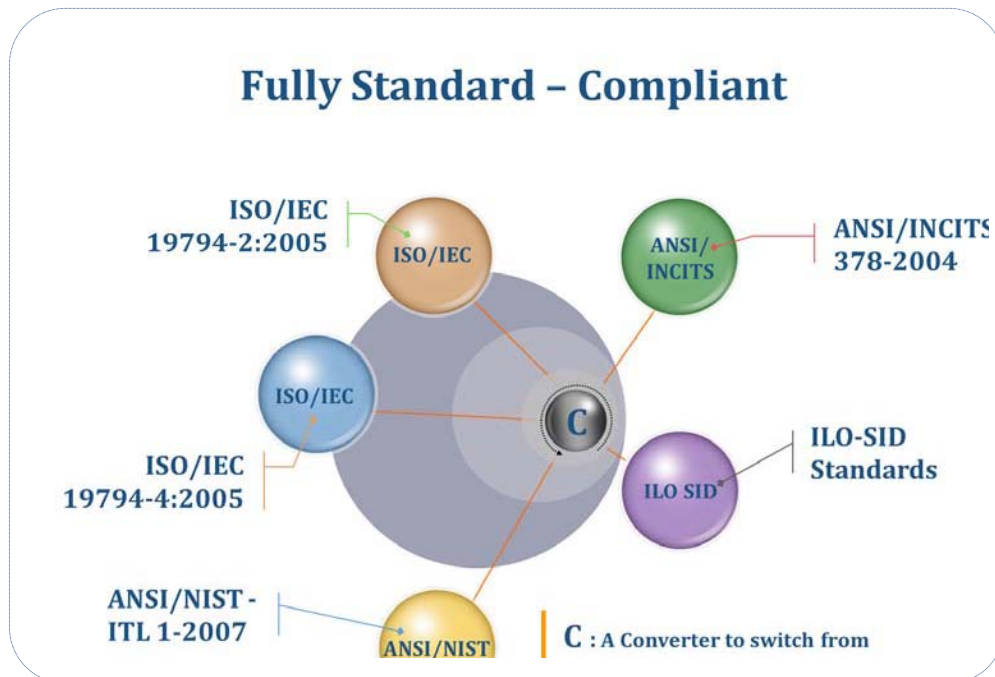 Fully Standard – Compliant
ISO/IEC
19794-2:2005
ISO/IEC
ANSI/
INCITS
ANSI/INCITS
378-2004
ISO/IEC
C
ISO/IEC
19794-4:2005
ILO SID
ILO-SID
Standards
ANSI/NIST -
ITL 1-2007
ANSI/NIST
C : A Converter to switch from